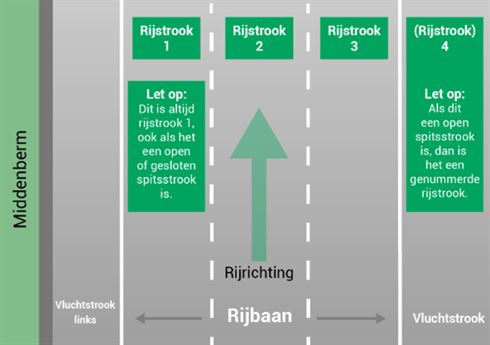 Middenberm
Rijstrook
1
Rijstrook
2
Rijstrook
3
(Rijstrook)
4
Let op:
Dit is altijd
rijstrook 1,
ook als het
een open
of gesloten
spitsstrook
is.
Let op:
Als dit
een open
spitsstrook
is, dan is
het een
genummerde
rijstrook.
Rijrichting
Vluchtstrook
links
Rijbaan
Vluchtstrook